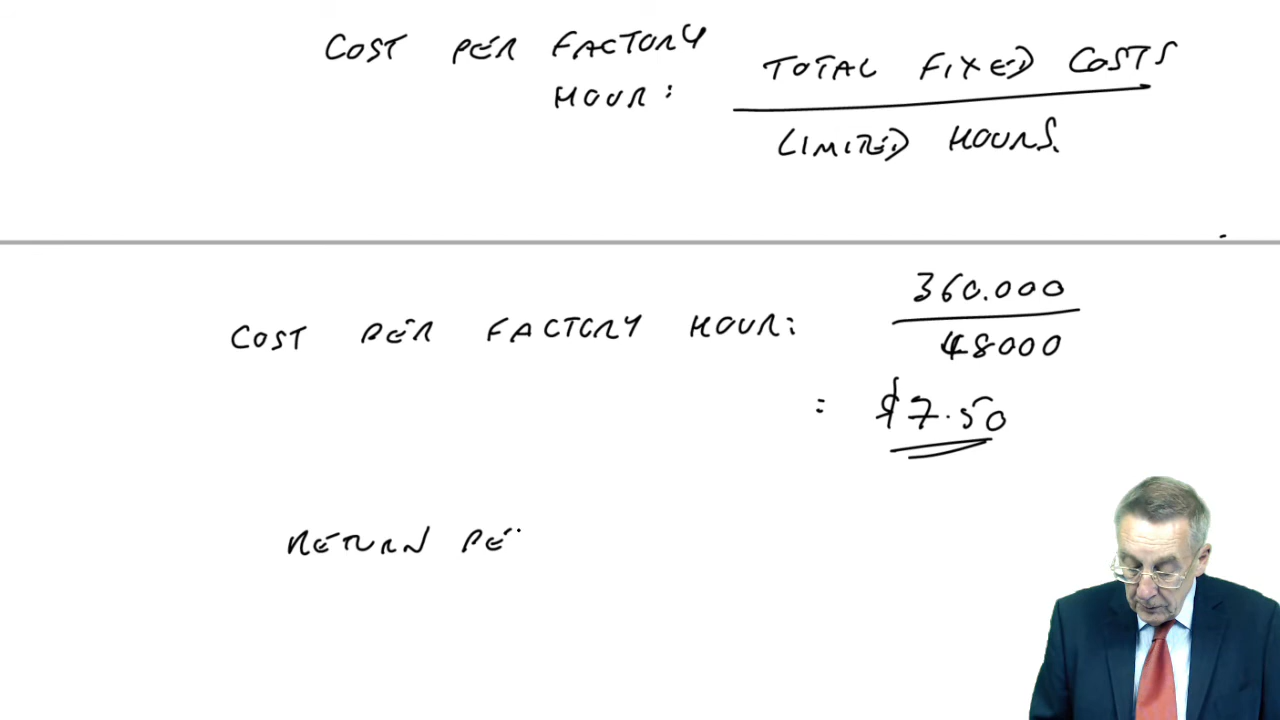 COST PER FACTORY
HOUR:
TOTAL FIXED COSTS
LIMITED HOURS.
COST PER FACTORY HOUR:
360.000
48000
= $7.50
RETURN PE